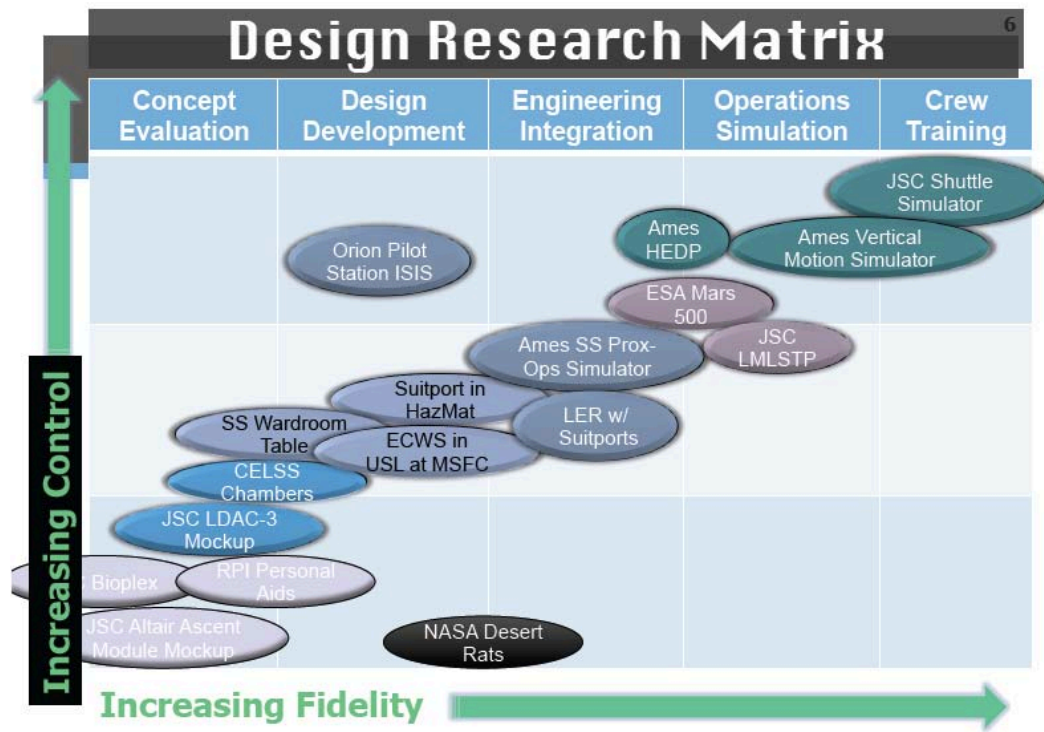 Design Research Matrix
6
Concept
Evaluation
Design
Development
Engineering
Integration
Operations
Simulation
Crew
Training
JSC Shuttle
Simulator
Ames
HEDP
Ames Vertical
Motion Simulator
Orion Pilot
Station ISIS
ESA Mars
500
JSC
LMLSTP
Ames SS Prox-
Ops Simulator
Suitport in
HazMat
LER w/
Suitports
SS Wardroom
Table
ECWS in
USL at MSFC
CELSS
Chambers
JSC LDAC-3
Mockup
Bioplex
RPI Personal
Aids
JSC Altair Ascent
Module Mockup
NASA Desert
Rats
Increasing Control
Increasing Fidelity